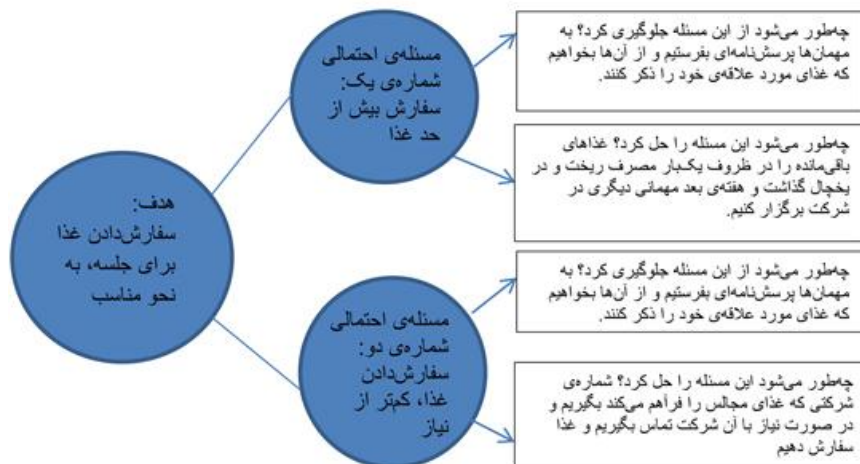 هدف:
سفارش‌دادن غذا
برای جلسه، به
نحو مناسب
مسئله‌ی احتمالی
شماره‌ی یک:
سفارش بیش از
حد غذا
چه‌طور می‌شود از این مسئله جلوگیری کرد؟ به
مهمان‌ها پرسش‌نامه‌ای بفرستیم و از آن‌ها بخواهیم
که غذای مورد علاقه‌ی خود را ذکر کنند.
چه‌طور می‌شود این مسئله را حل کرد؟ غذاهای
باقی‌مانده را در ظروف یک‌بار مصرف ریخت و در
یخچال گذاشت و هفته‌ی بعد مهمانی دیگری در
شرکت برگزار کنیم.
مسئله‌ی احتمالی
شماره‌ی دو:
سفارش‌دادن
غذا، کم‌تر از
نیاز
چه‌طور می‌شود از این مسئله جلوگیری کرد؟ به
مهمان‌ها پرسش‌نامه‌ای بفرستیم و از آن‌ها بخواهیم
که غذای مورد علاقه‌ی خود را ذکر کنند.
چه‌طور می‌شود این مسئله را حل کرد؟ شماره‌ی
شرکتی که غذای مجالس را فراهم می‌کند بگیریم و
در صورت نیاز با آن شرکت تماس بگیریم و غذا
سفارش دهیم